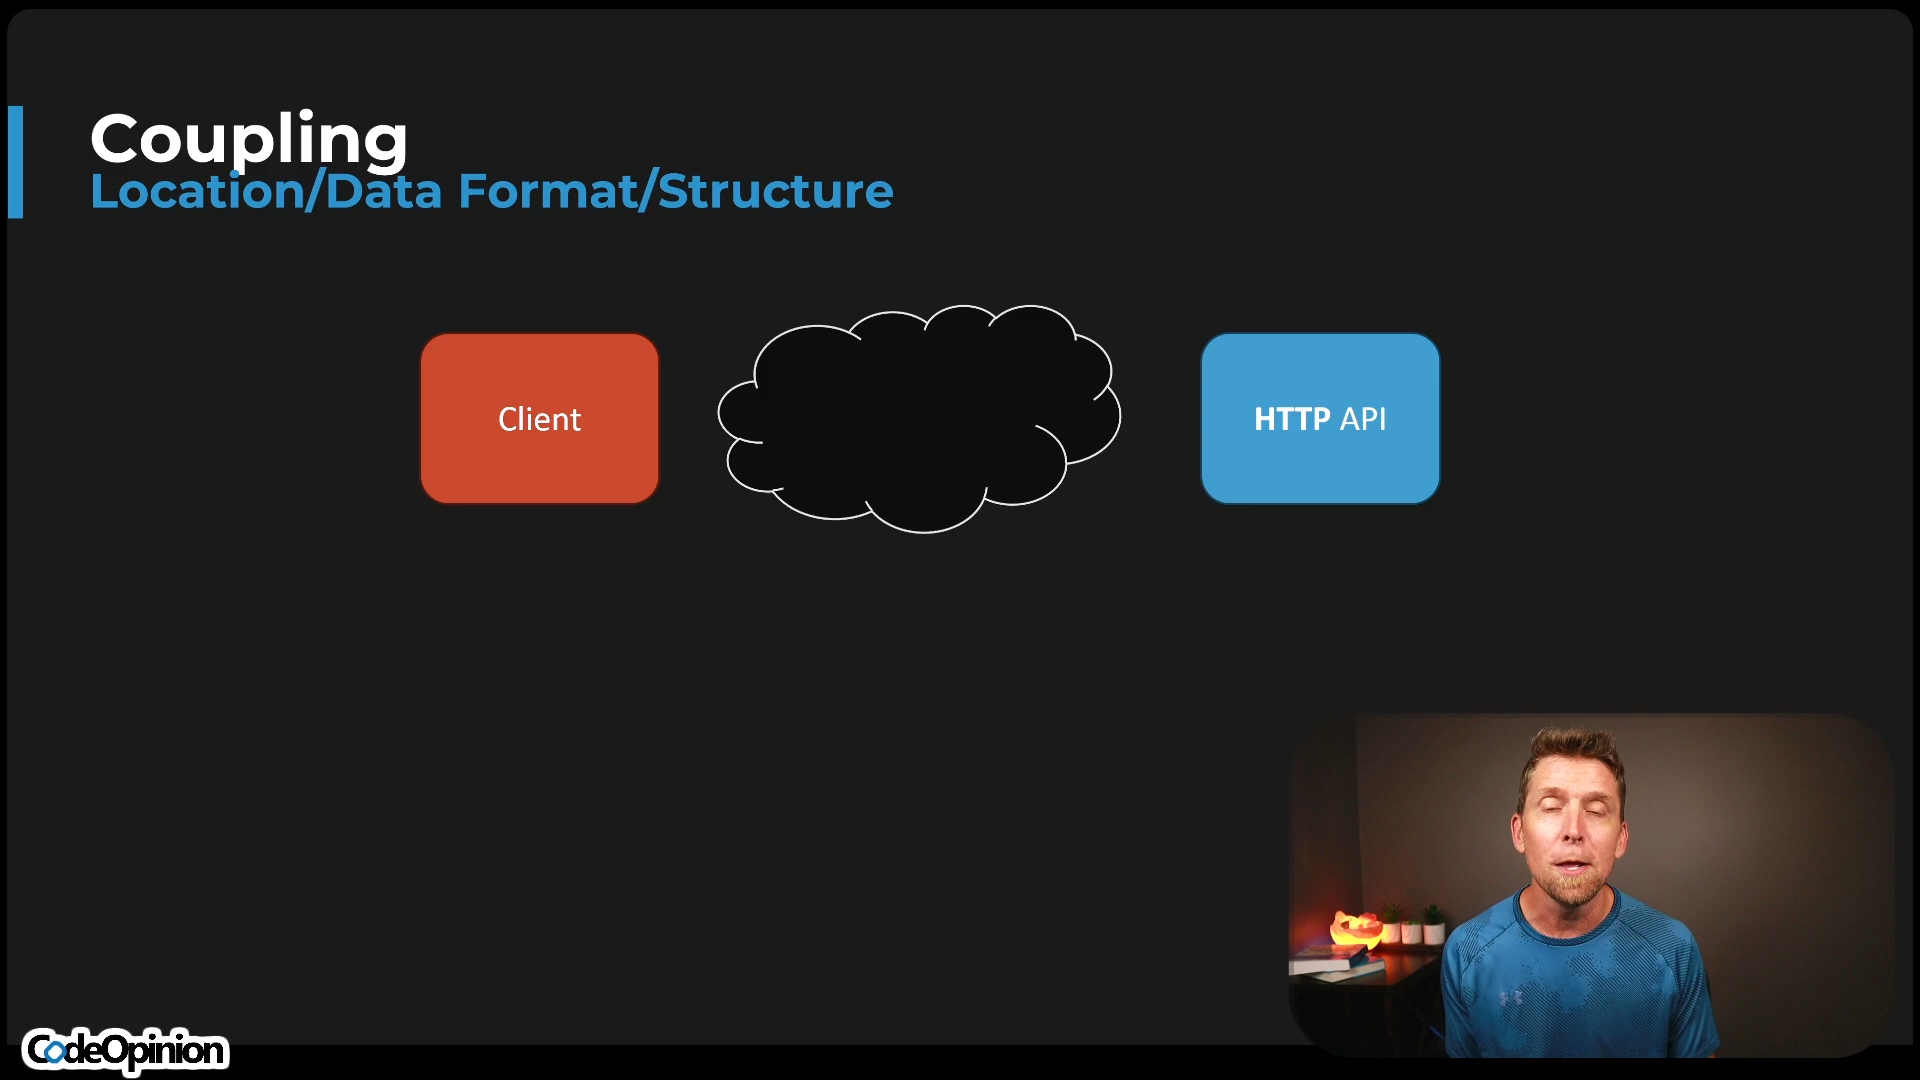 Coupling
Location/Data Format/Structure
Client
HTTP API
CodeOpinion